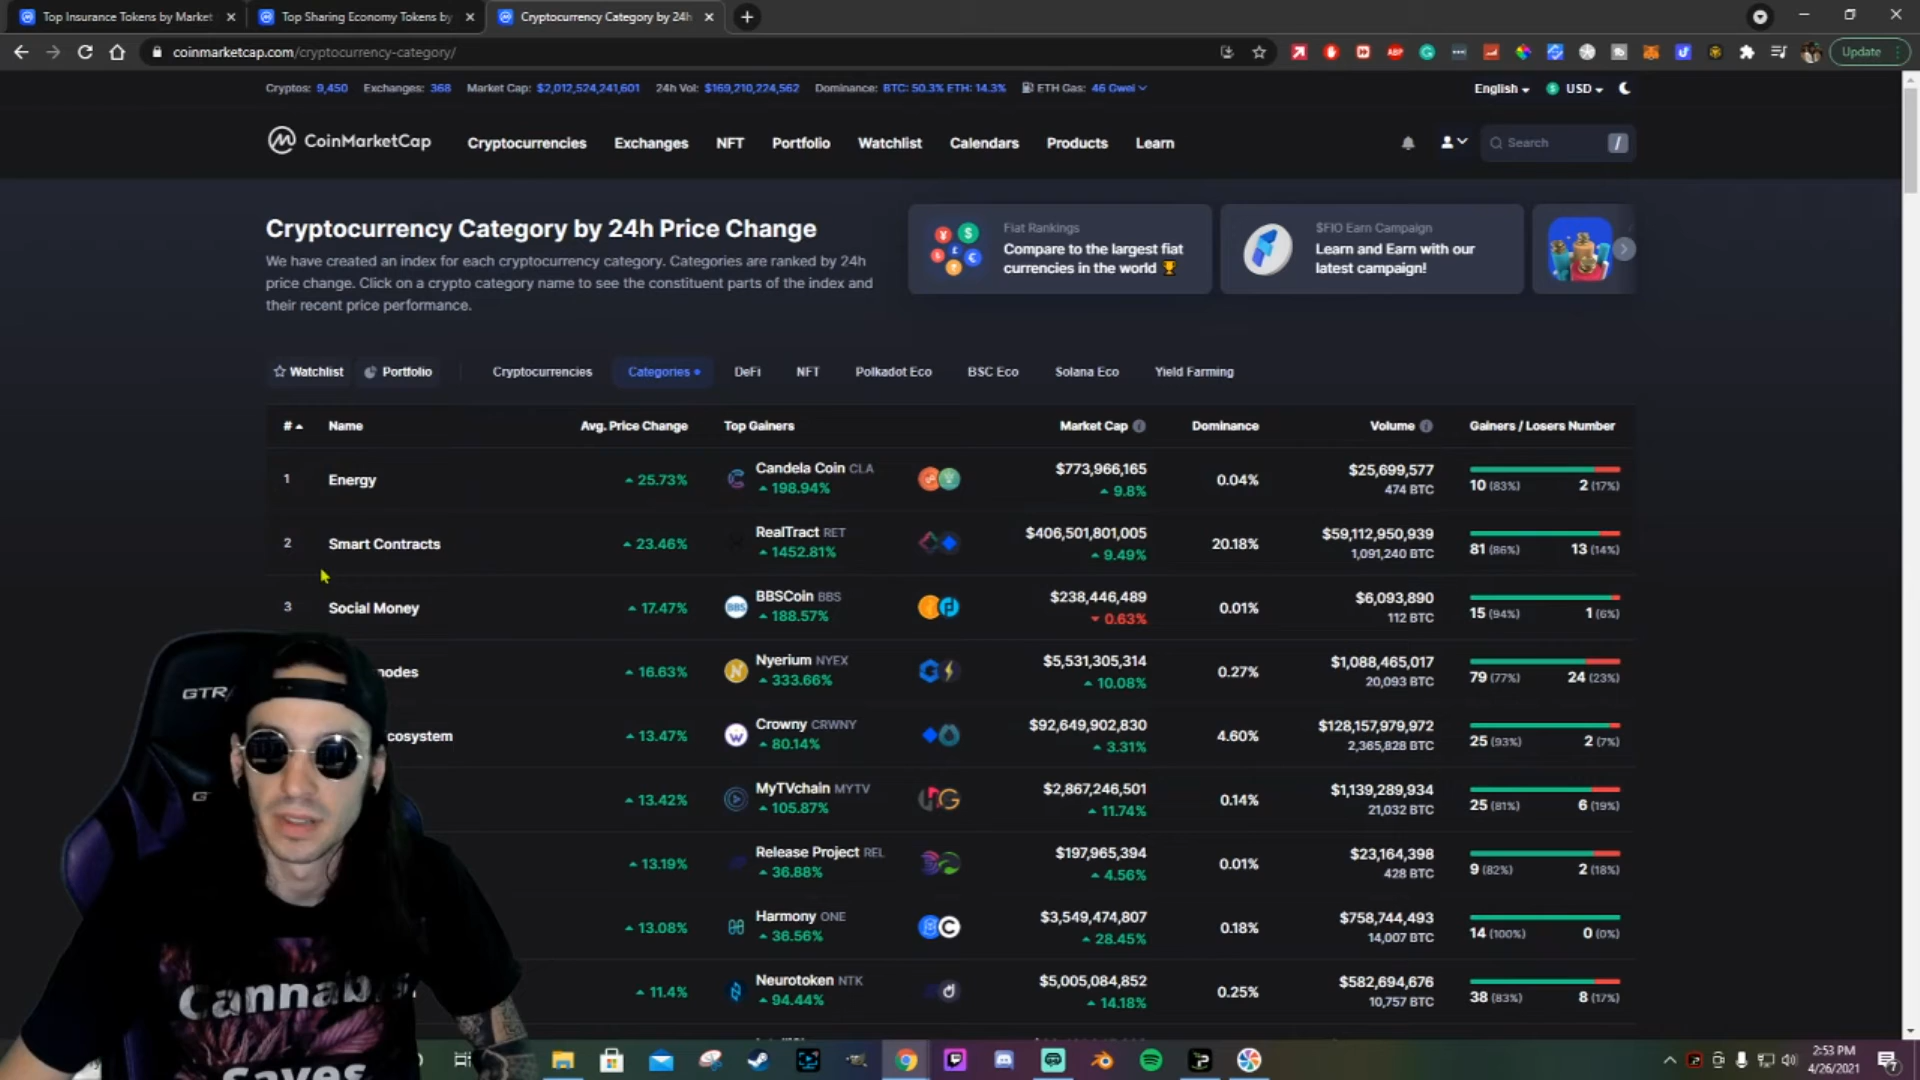 Top Insurance Tokens by Market
Top Sharing Economy Tokens by
Cryptocurrency Category by 24h
coinmarketcap.com/cryptocurrency-category/
ABP
Update
Cryptos: 9,450 Exchanges: 368 Market Cap: $2,012,524,241,601 24h Vol: $169,210,224,562 Dominance: BTC: 50.3% ETH: 14.3% ETH Gas: 46 Gwei
English
USD
CoinMarketCap
Cryptocurrencies Exchanges NFT Portfolio Watchlist Calendars Products Learn
Search /
Cryptocurrency Category by 24h Price Change
We have created an index for each cryptocurrency category. Categories are ranked by 24h
price change. Click on a crypto category name to see the constituent parts of the index and
their recent price performance.
Fiat Rankings
Compare to the largest fiat
currencies in the world
$FIO Earn Campaign
Learn and Earn with our
latest campaign!
Watchlist Portfolio Cryptocurrencies Categories DeFi NFT Polkadot Eco BSC Eco Solana Eco Yield Farming
# Name Avg. Price Change Top Gainers Market Cap Dominance Volume Gainers / Losers Number
1 Energy 25.73% Candela Coin CLA $773,966,165 0.04% $25,699,577
198.94% 9.8% 474 BTC 10 (83%) 2 (17%)
2 Smart Contracts 23.46% RealTract RET $406,501,801,005 20.18% $59,112,950,939
1452.81% 9.49% 1,091,240 BTC 81 (86%) 13 (14%)
3 Social Money 17.47% BBSCoin BBS $238,446,489 0.01% $6,093,890
BBS 188.57% 0.63% 112 BTC 15 (94%) 1 (6%)
nodes 16.63% Nyerium NYEX $5,531,305,314 0.27% $1,088,465,017
333.66% 10.08% 20,093 BTC 79 (77%) 24 (23%)
cosystem 13.47% Crowny CRWNY $92,649,902,830 4.60% $128,157,979,972
80.14% 3.31% 2,365,828 BTC 25 (93%) 2 (7%)
13.42% MyTVchain MYTV $2,867,246,501 0.14% $1,139,289,934
105.87% 11.74% 21,032 BTC 25 (81%) 6 (19%)
13.19% Release Project REL $197,965,394 0.01% $23,164,398
36.88% 4.56% 428 BTC 9 (82%) 2 (18%)
13.08% Harmony ONE $3,549,474,807 0.18% $758,744,493
36.56% 28.45% 14,007 BTC 14 (100%) 0 (0%)
11.4% Neurotoken NTK $5,005,084,852 0.25% $582,694,676
94.44% 14.18% 10,757 BTC 38 (83%) 8 (17%)
GTR
GT
Cannabis
Saves
2:53 PM
4/26/2021